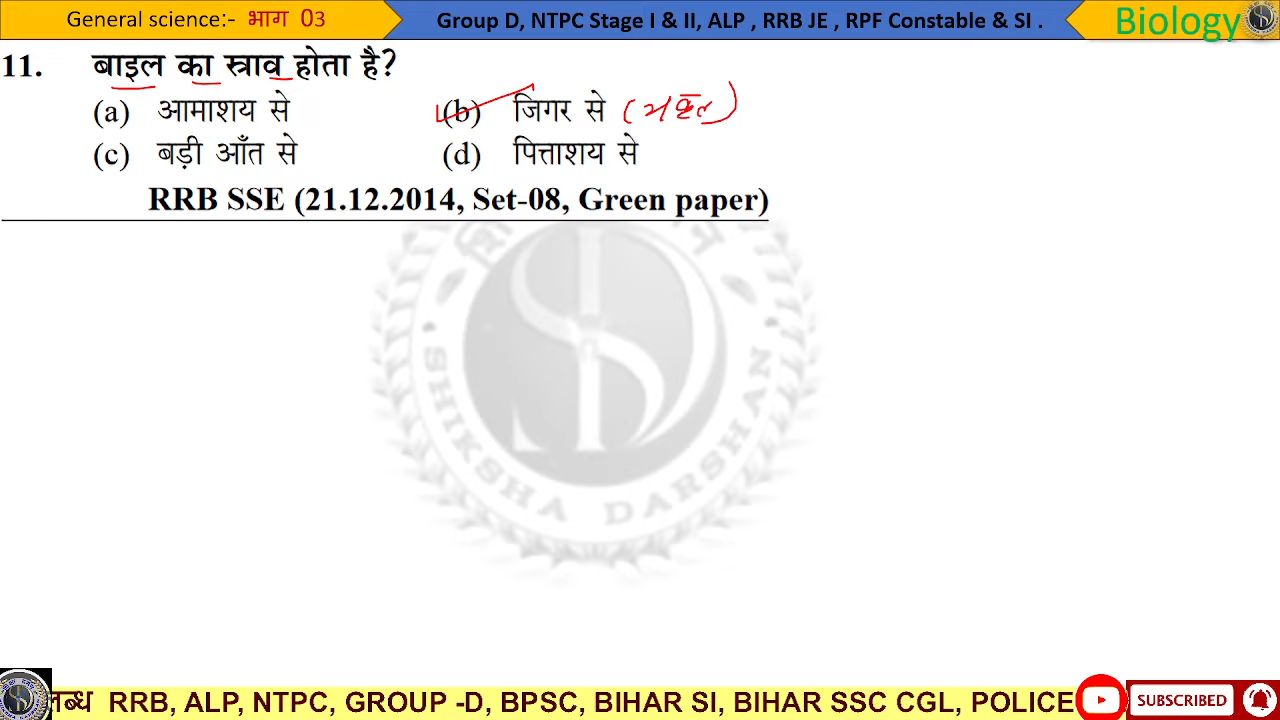 General science:- भाग 03
Group D, NTPC Stage I & II, ALP , RRB JE , RPF Constable & SI .
Biology
11. बाइल का स्राव होता है?
(a) आमाशय से (b) जिगर से (यकृत)
(c) बड़ी आँत से (d) पित्ताशय से
RRB SSE (21.12.2014, Set-08, Green paper)
SHIKSHA DARSHAN
लब्ध RRB, ALP, NTPC, GROUP -D, BPSC, BIHAR SI, BIHAR SSC CGL, POLICE
SUBSCRIBED